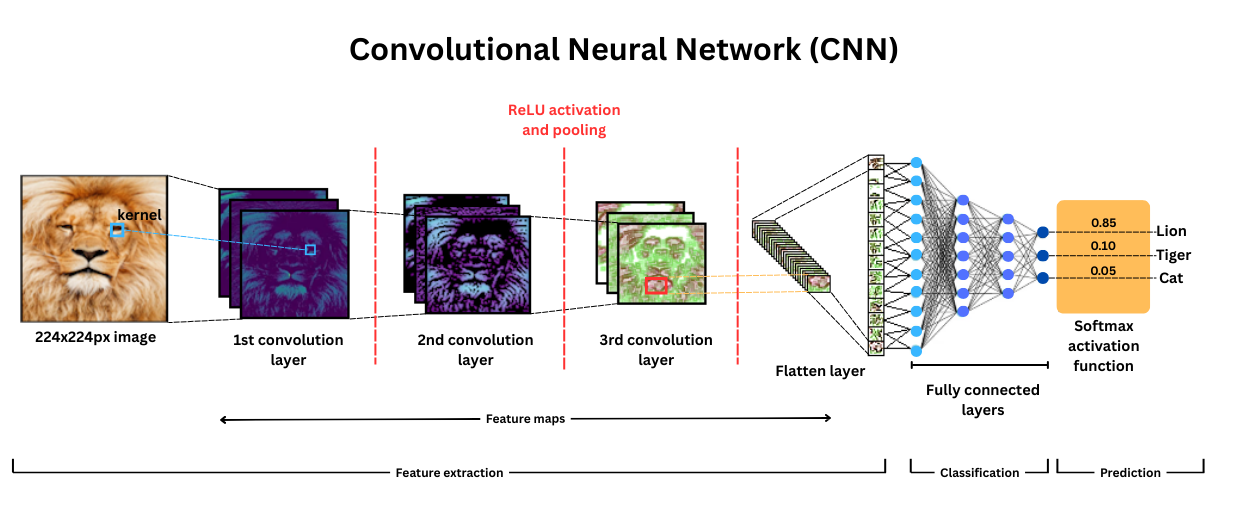 Convolutional Neural Network (CNN)
ReLU activation
and pooling
kernel
224x224px image
1st convolution
layer
2nd convolution
layer
3rd convolution
layer
Flatten layer
Fully connected
layers
0.85
0.10
0.05
Lion
Tiger
Cat
Softmax
activation
function
Feature maps
Feature extraction
Classification
Prediction